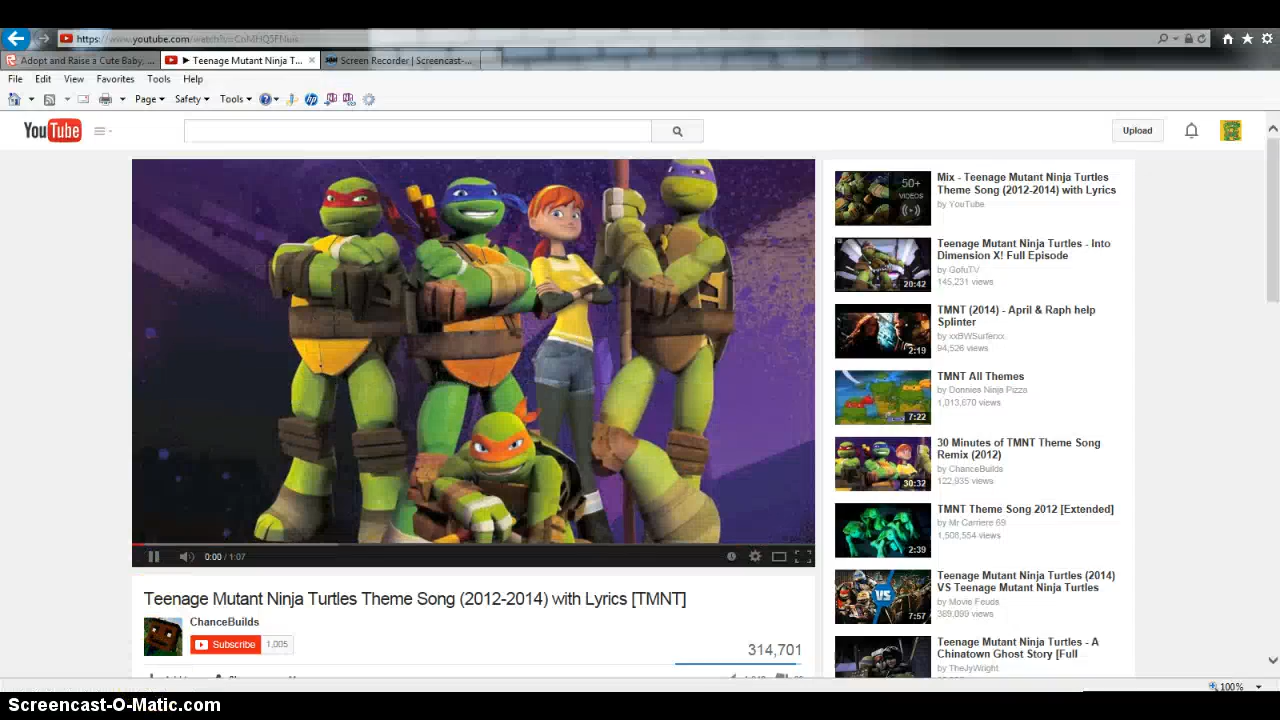 https://www.youtube.com/watch?v=
Adopt and Raise a Cute Baby, ...
Teenage Mutant Ninja T...
Screen Recorder | Screencast-...
File Edit View Favorites Tools Help
Page Safety Tools
YouTube
Upload
Mix - Teenage Mutant Ninja Turtles
Theme Song (2012-2014) with Lyrics
by YouTube
50+
VIDEOS
Teenage Mutant Ninja Turtles - Into
Dimension X! Full Episode
by GofuTV
145,231 views
20:42
TMNT (2014) - April & Raph help
Splinter
by xxBWSurferxx
94,526 views
2:19
TMNT All Themes
by Donnies Ninja Pizza
1,013,670 views
7:22
30 Minutes of TMNT Theme Song
Remix (2012)
by ChanceBuilds
122,935 views
30:32
TMNT Theme Song 2012 [Extended]
by Mr Carriere 69
1,508,554 views
2:39
Teenage Mutant Ninja Turtles (2014)
VS Teenage Mutant Ninja Turtles
by Movie Feuds
389,099 views
VS
7:57
Teenage Mutant Ninja Turtles - A
Chinatown Ghost Story [Full
by TheJyWright
0:00 / 1:07
Teenage Mutant Ninja Turtles Theme Song (2012-2014) with Lyrics [TMNT]
ChanceBuilds
Subscribe 1,005
314,701
100%
Screencast-O-Matic.com